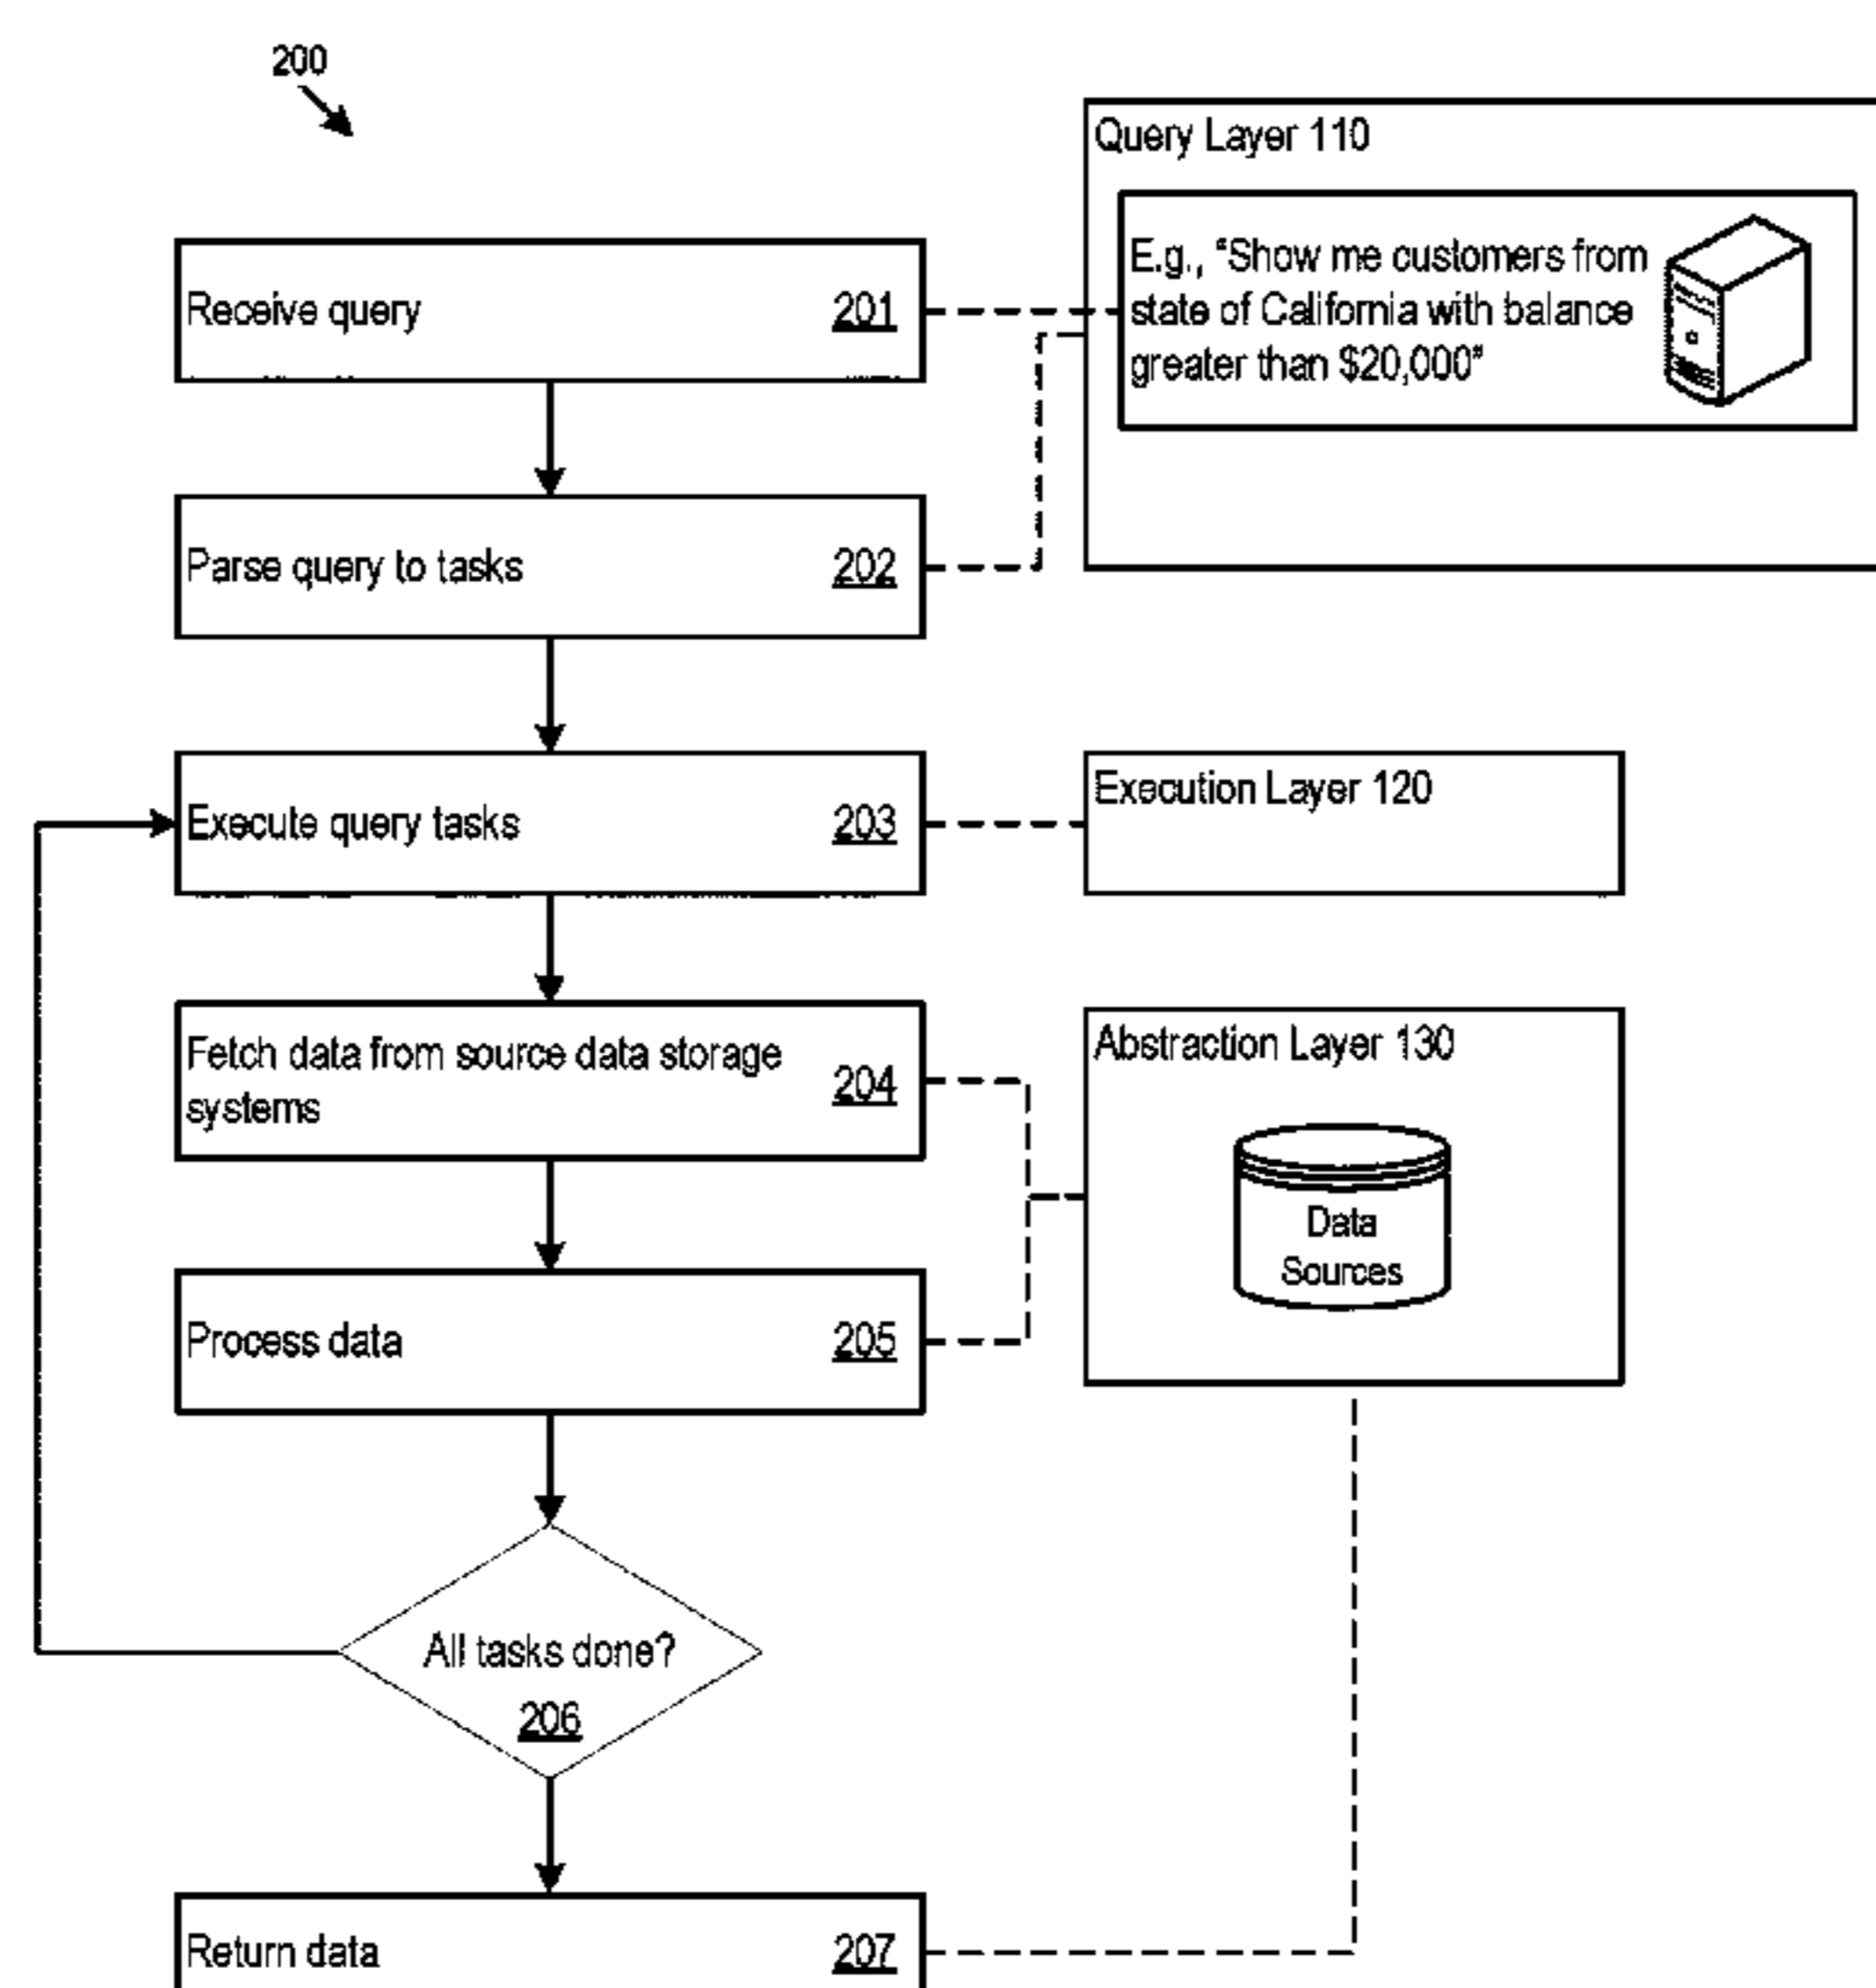 200
Query Layer 110
E.g., “Show me customers from
state of California with balance
greater than $20,000”
Receive query 201
Parse query to tasks 202
Execute query tasks 203
Execution Layer 120
Fetch data from source data storage
systems
204
Abstraction Layer 130
Data
Sources
Process data 205
All tasks done?
206
Return data 207